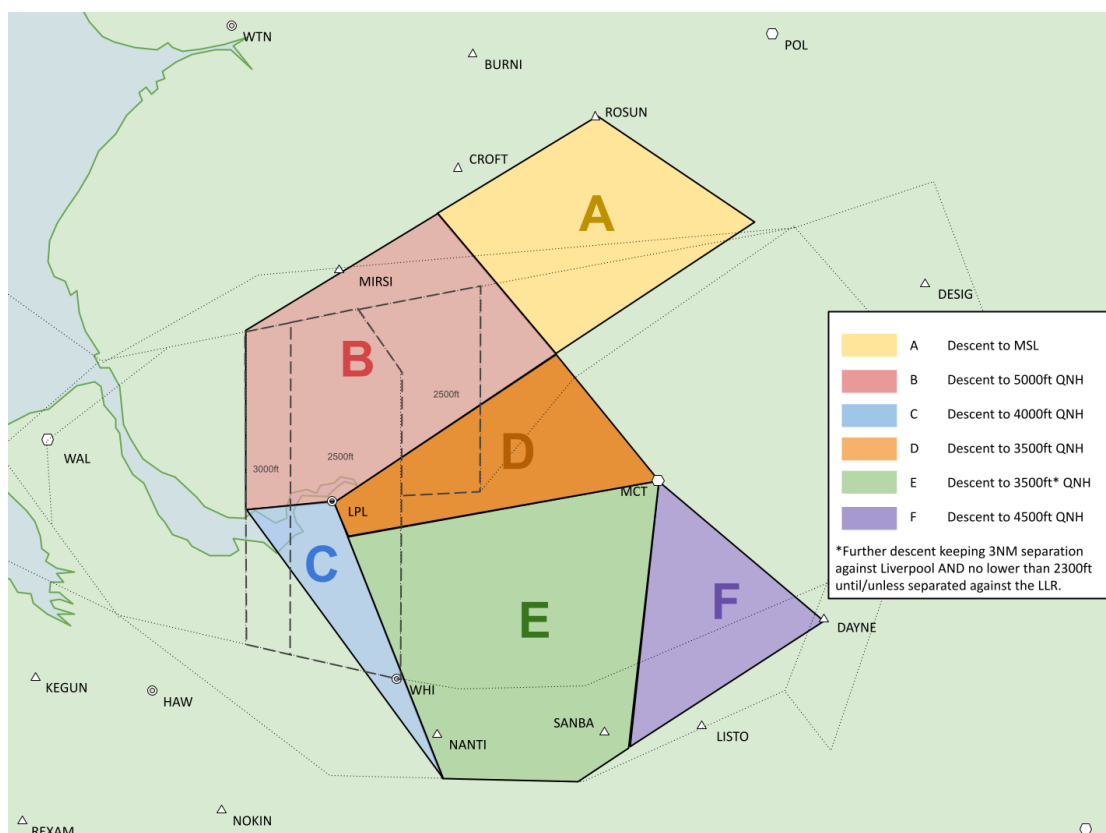 WTN
POL
BURNI
ROSUN
CROFT
A
MIRSI
DESIG
B
A Descent to MSL
B Descent to 5000ft QNH
C Descent to 4000ft QNH
D Descent to 3500ft QNH
E Descent to 3500ft* QNH
F Descent to 4500ft QNH
*Further descent keeping 3NM separation
against Liverpool AND no lower than 2300ft
until/unless separated against the LLR.
2500ft
D
WAL
3000ft
2500ft
MCT
LPL
C
F
E
DAYNE
KEGUN
HAW
WHI
SANBA
LISTO
NANTI
NOKIN
REXAM